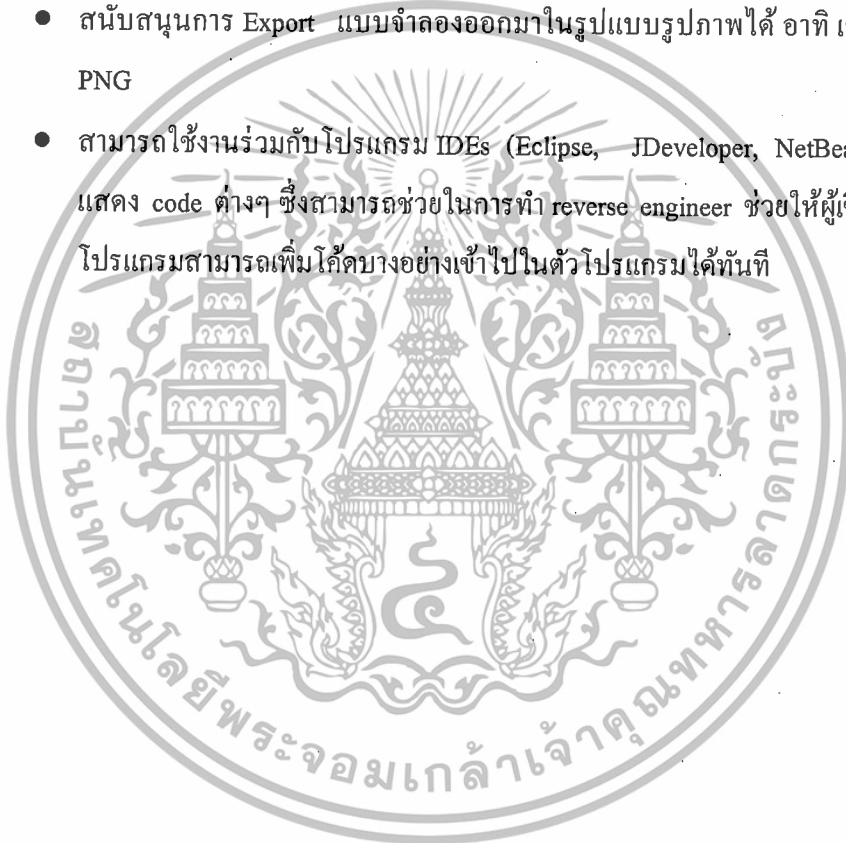 ● สนับสนุนการ Export แบบจำลองออกมาในรูปแบบรูปภาพได้ อาทิ
PNG
● สามารถใช้งานร่วมกับโปรแกรม IDEs (Eclipse, JDeveloper,
แสดง code ต่างๆ ซึ่งสามารถช่วยในการทำ reverse engineer ช่วยให้
โปรแกรมสามารถเพิ่มโค้ดบางอย่างเข้าไปในตัวโปรแกรมได้ทันที
สถาบันเทคโนโลยีพระจอมเกล้าเจ้าคุณทหารลาดกระบัง